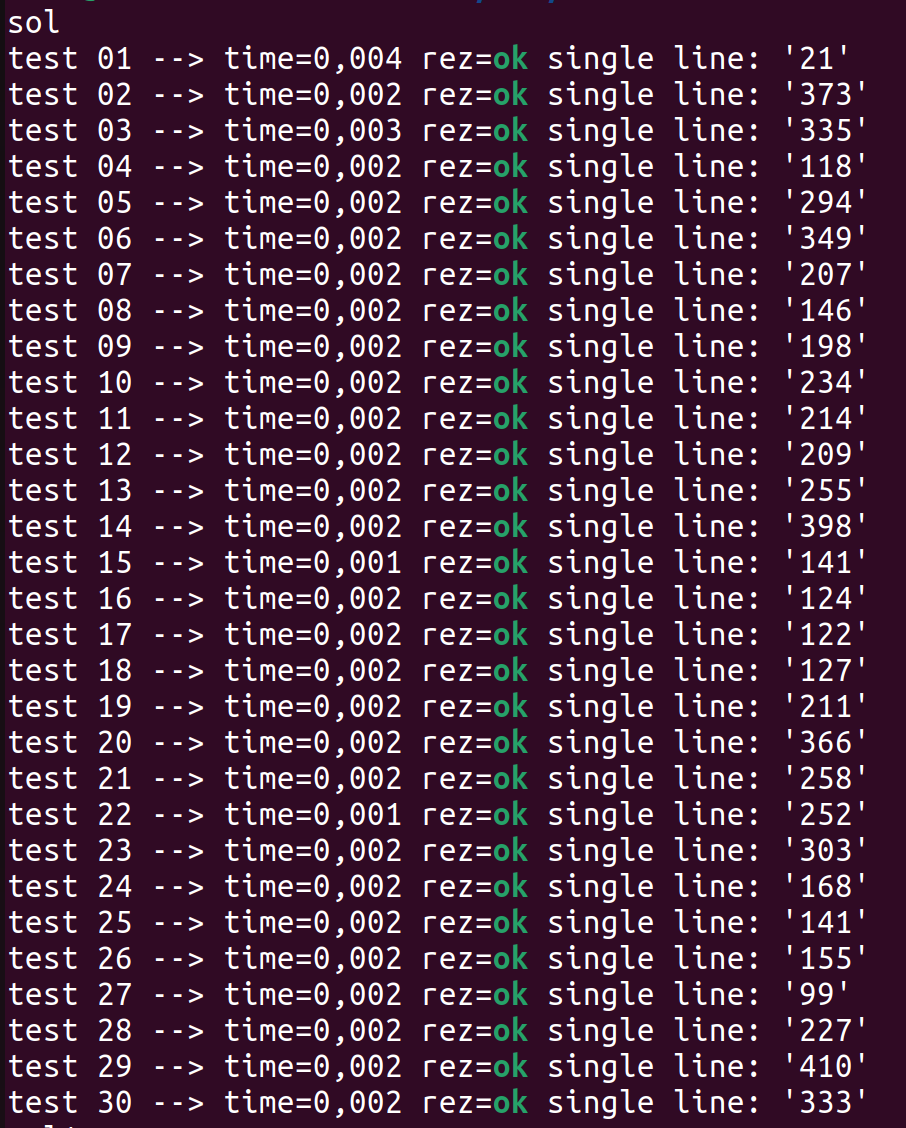 sol
test 01 --> time=0,004 rez=ok single line: '21'
test 02 --> time=0,002 rez=ok single line: '373'
test 03 --> time=0,003 rez=ok single line: '335'
test 04 --> time=0,002 rez=ok single line: '118'
test 05 --> time=0,002 rez=ok single line: '294'
test 06 --> time=0,002 rez=ok single line: '349'
test 07 --> time=0,002 rez=ok single line: '207'
test 08 --> time=0,002 rez=ok single line: '146'
test 09 --> time=0,002 rez=ok single line: '198'
test 10 --> time=0,002 rez=ok single line: '234'
test 11 --> time=0,002 rez=ok single line: '214'
test 12 --> time=0,002 rez=ok single line: '209'
test 13 --> time=0,002 rez=ok single line: '255'
test 14 --> time=0,002 rez=ok single line: '398'
test 15 --> time=0,001 rez=ok single line: '141'
test 16 --> time=0,002 rez=ok single line: '124'
test 17 --> time=0,002 rez=ok single line: '122'
test 18 --> time=0,002 rez=ok single line: '127'
test 19 --> time=0,002 rez=ok single line: '211'
test 20 --> time=0,002 rez=ok single line: '366'
test 21 --> time=0,002 rez=ok single line: '258'
test 22 --> time=0,001 rez=ok single line: '252'
test 23 --> time=0,002 rez=ok single line: '303'
test 24 --> time=0,002 rez=ok single line: '168'
test 25 --> time=0,002 rez=ok single line: '141'
test 26 --> time=0,002 rez=ok single line: '155'
test 27 --> time=0,002 rez=ok single line: '99'
test 28 --> time=0,002 rez=ok single line: '227'
test 29 --> time=0,002 rez=ok single line: '410'
test 30 --> time=0,002 rez=ok single line: '333'